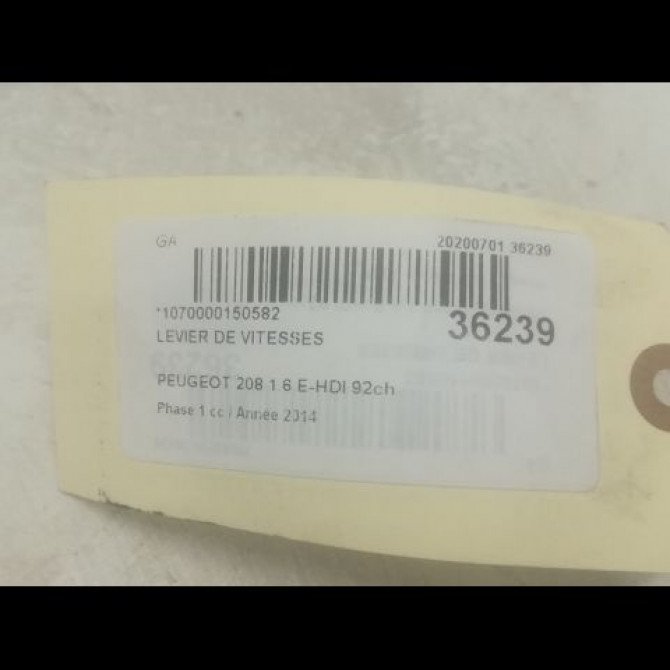 GA 20200701 36239
*1070000150582 36239
LEVIER DE VITESSES
PEUGEOT 208 1.6 E-HDI 92ch
Phase 1 cc / Année 2014